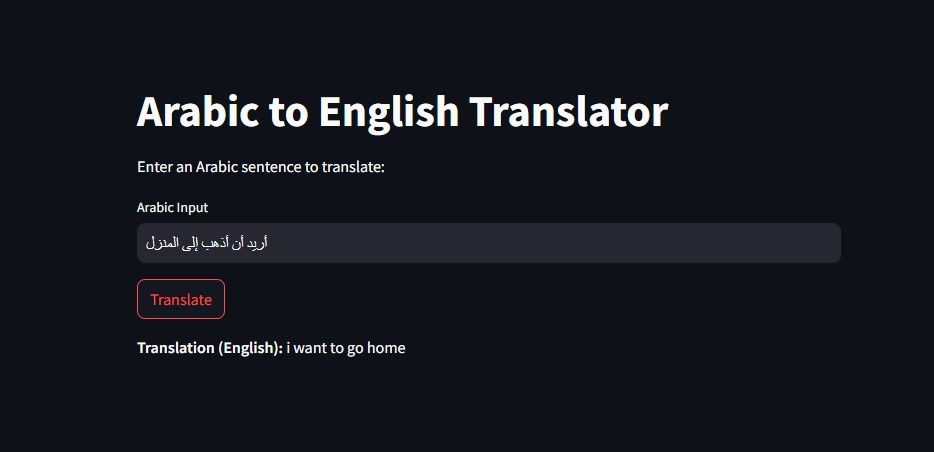 Arabic to English Translator
Enter an Arabic sentence to translate:
Arabic Input
أريد أن أذهب إلى المنزل
Translate
Translation (English): i want to go home